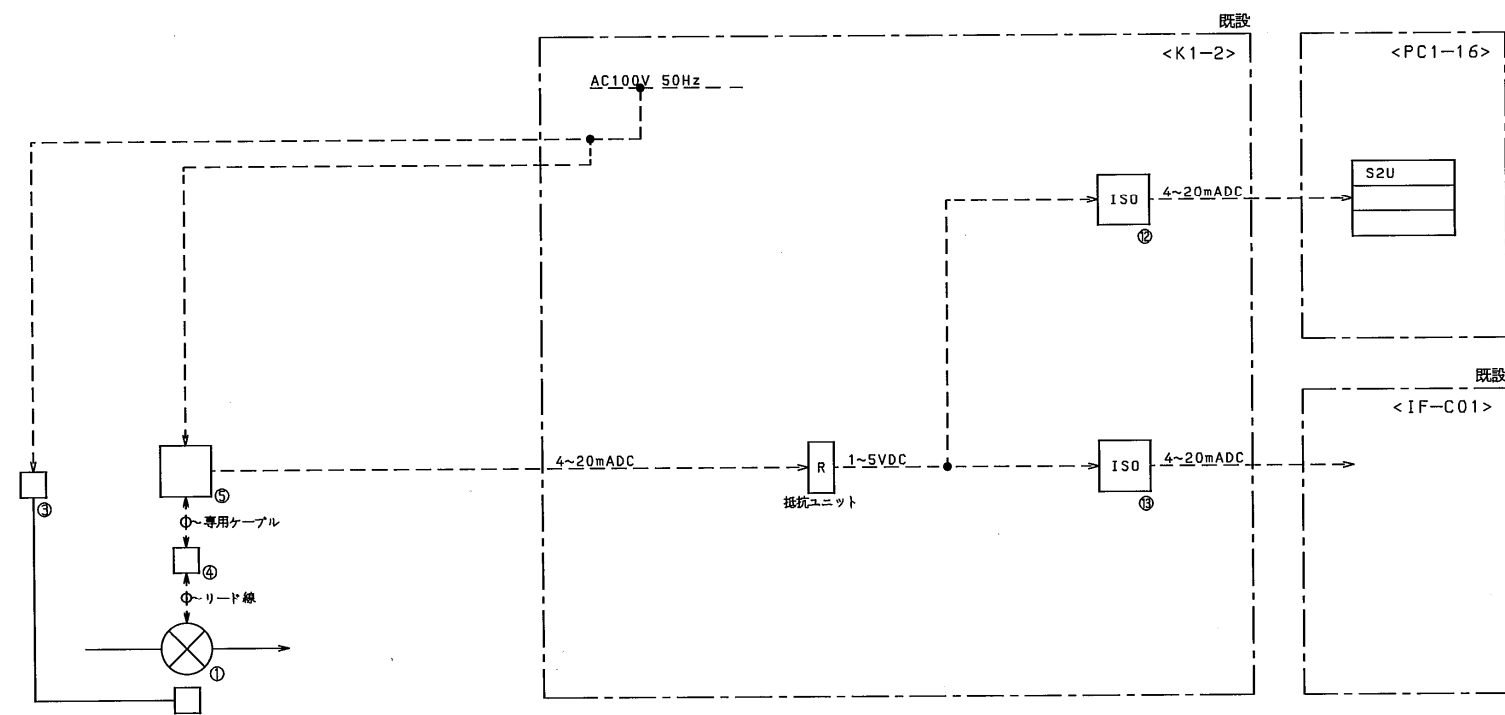 既設
<K1-2>
<PC1-16>
AC100V 50Hz
S2U
ISO
4~20mADC
⑫
既設
<IF-C01>
4~20mADC
R
1~5VDC
ISO
4~20mADC
抵抗ユニット
⑬
③
⑤
専用ケーブル
④
リード線
①